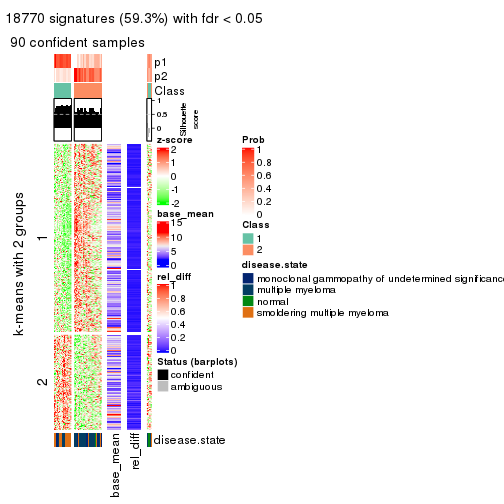 18770 signatures (59.3%) with fdr < 0.05
90 confident samples
p1
p2
Class
1
0.5
0
Silhouette
score
k-means with 2 groups
1
2
base_mean
rel_diff
disease.state
z-score
2
1
0
-1
-2
base_mean
15
10
5
0
rel_diff
1
0.8
0.6
0.4
0.2
0
Status (barplots)
confident
ambiguous
Prob
1
0.8
0.6
0.4
0.2
0
Class
1
2
disease.state
monoclonal gammopathy of undetermined significance
multiple myeloma
normal
smoldering multiple myeloma